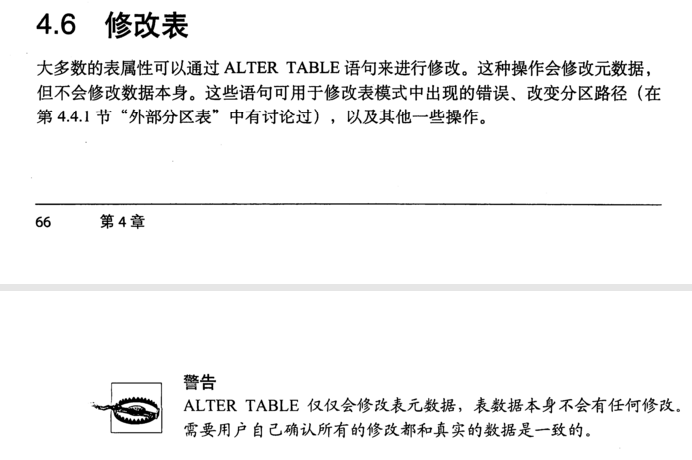 4.6 修改表
大多数的表属性可以通过 ALTER TABLE 语句来进行修改。这种操作会修改元数据，
但不会修改数据本身。这些语句可用于修改表模式中出现的错误、改变分区路径（在
第 4.4.1 节“外部分区表”中有讨论过），以及其他一些操作。
66 第 4 章
警告
ALTER TABLE 仅仅会修改表元数据，表数据本身不会有任何修改。
需要用户自己确认所有的修改都和真实的数据是一致的。